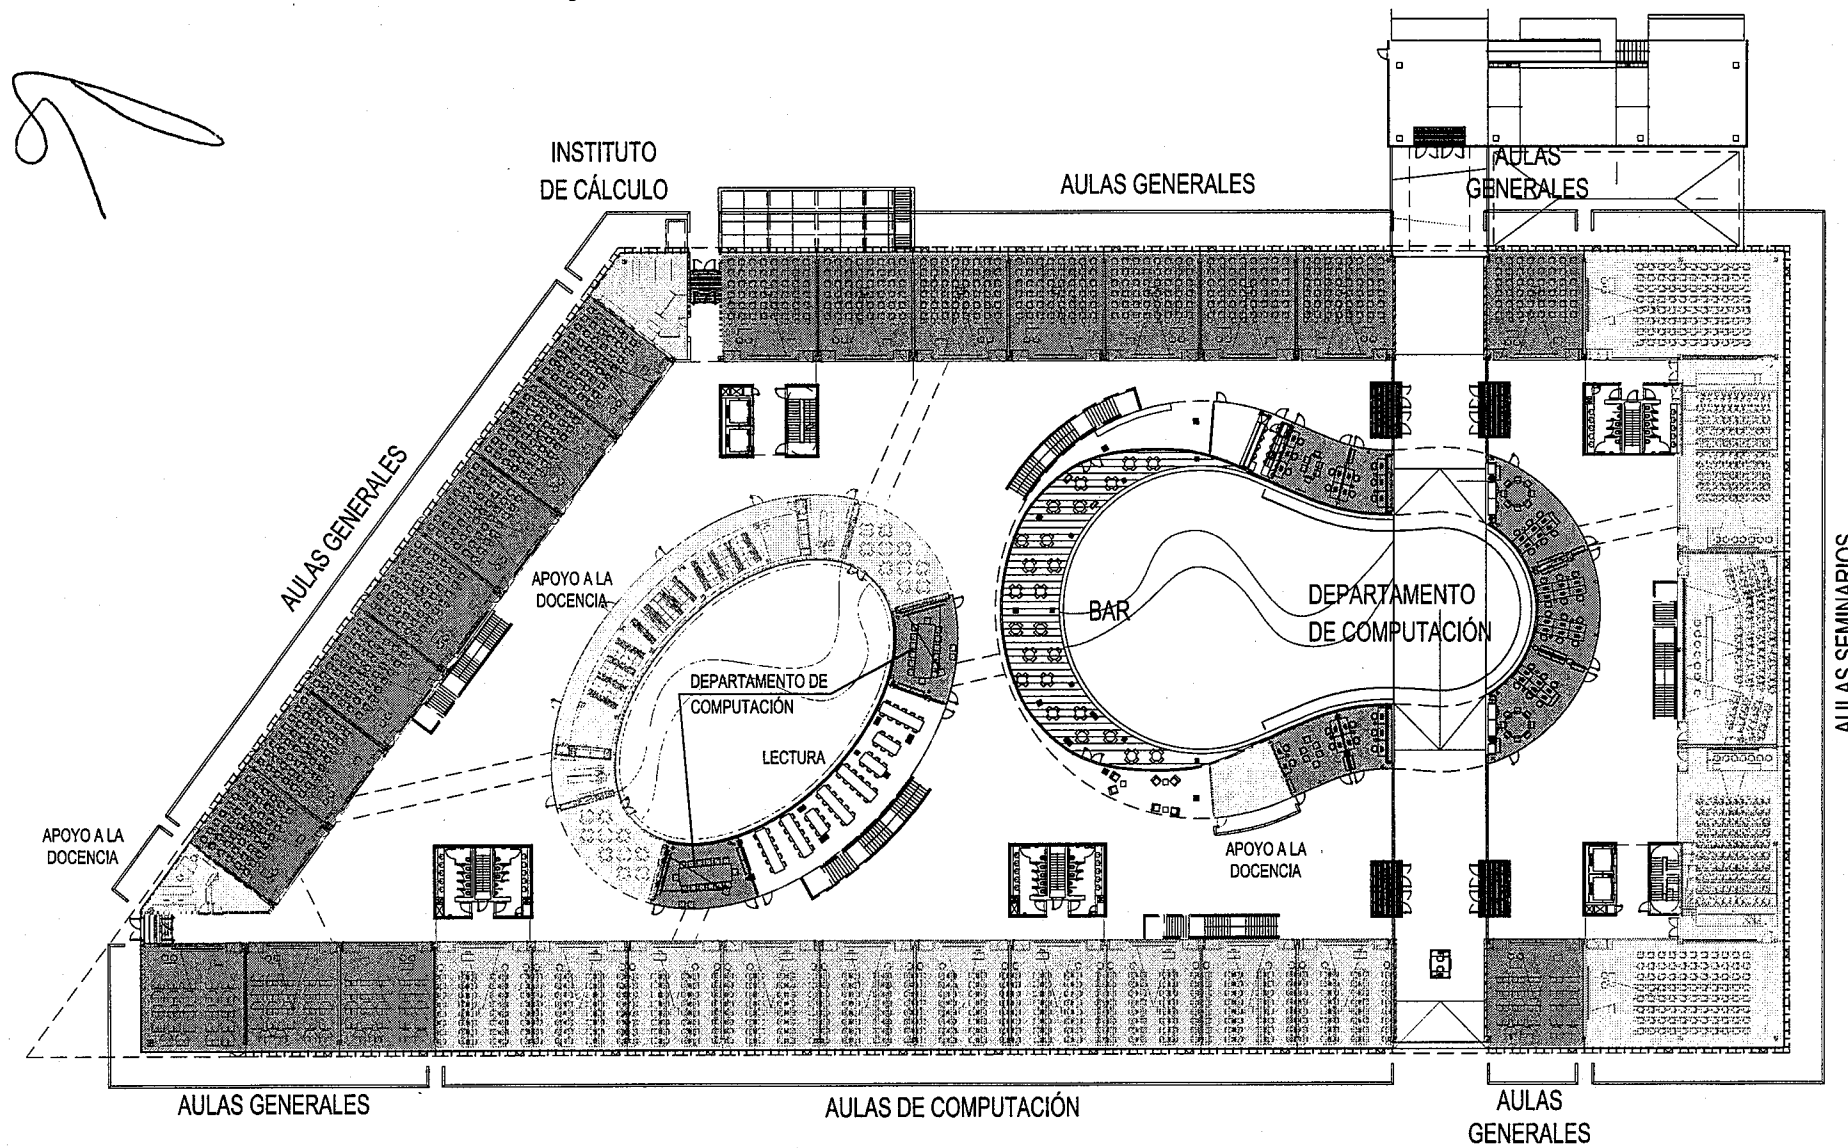 INSTITUTO
DE CÁLCULO
AULAS GENERALES
AULAS
GENERALES
AULAS GENERALES
APOYO A LA
DOCENCIA
BAR
DEPARTAMENTO
DE COMPUTACIÓN
AULAS SEMINARIOS
DEPARTAMENTO DE
COMPUTACIÓN
LECTURA
APOYO A LA
DOCENCIA
APOYO A LA
DOCENCIA
AULAS GENERALES
AULAS DE COMPUTACIÓN
AULAS
GENERALES